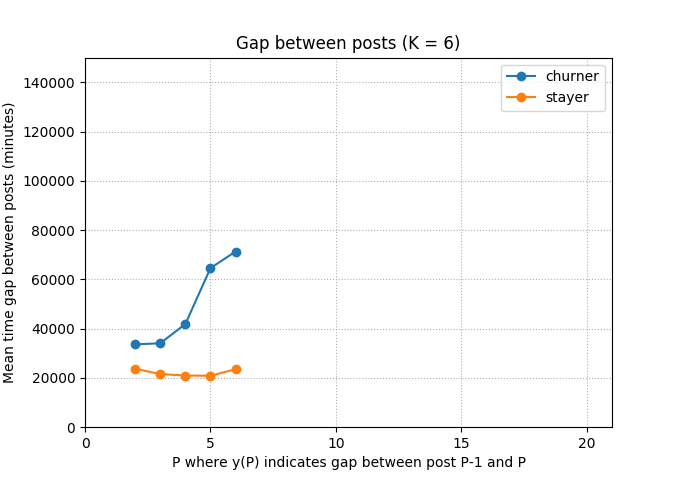 Gap between posts (K = 6)
churner
stayer
Mean time gap between posts (minutes)
140000
120000
100000
80000
60000
40000
20000
0
0 5 10 15 20
P where y(P) indicates gap between post P-1 and P